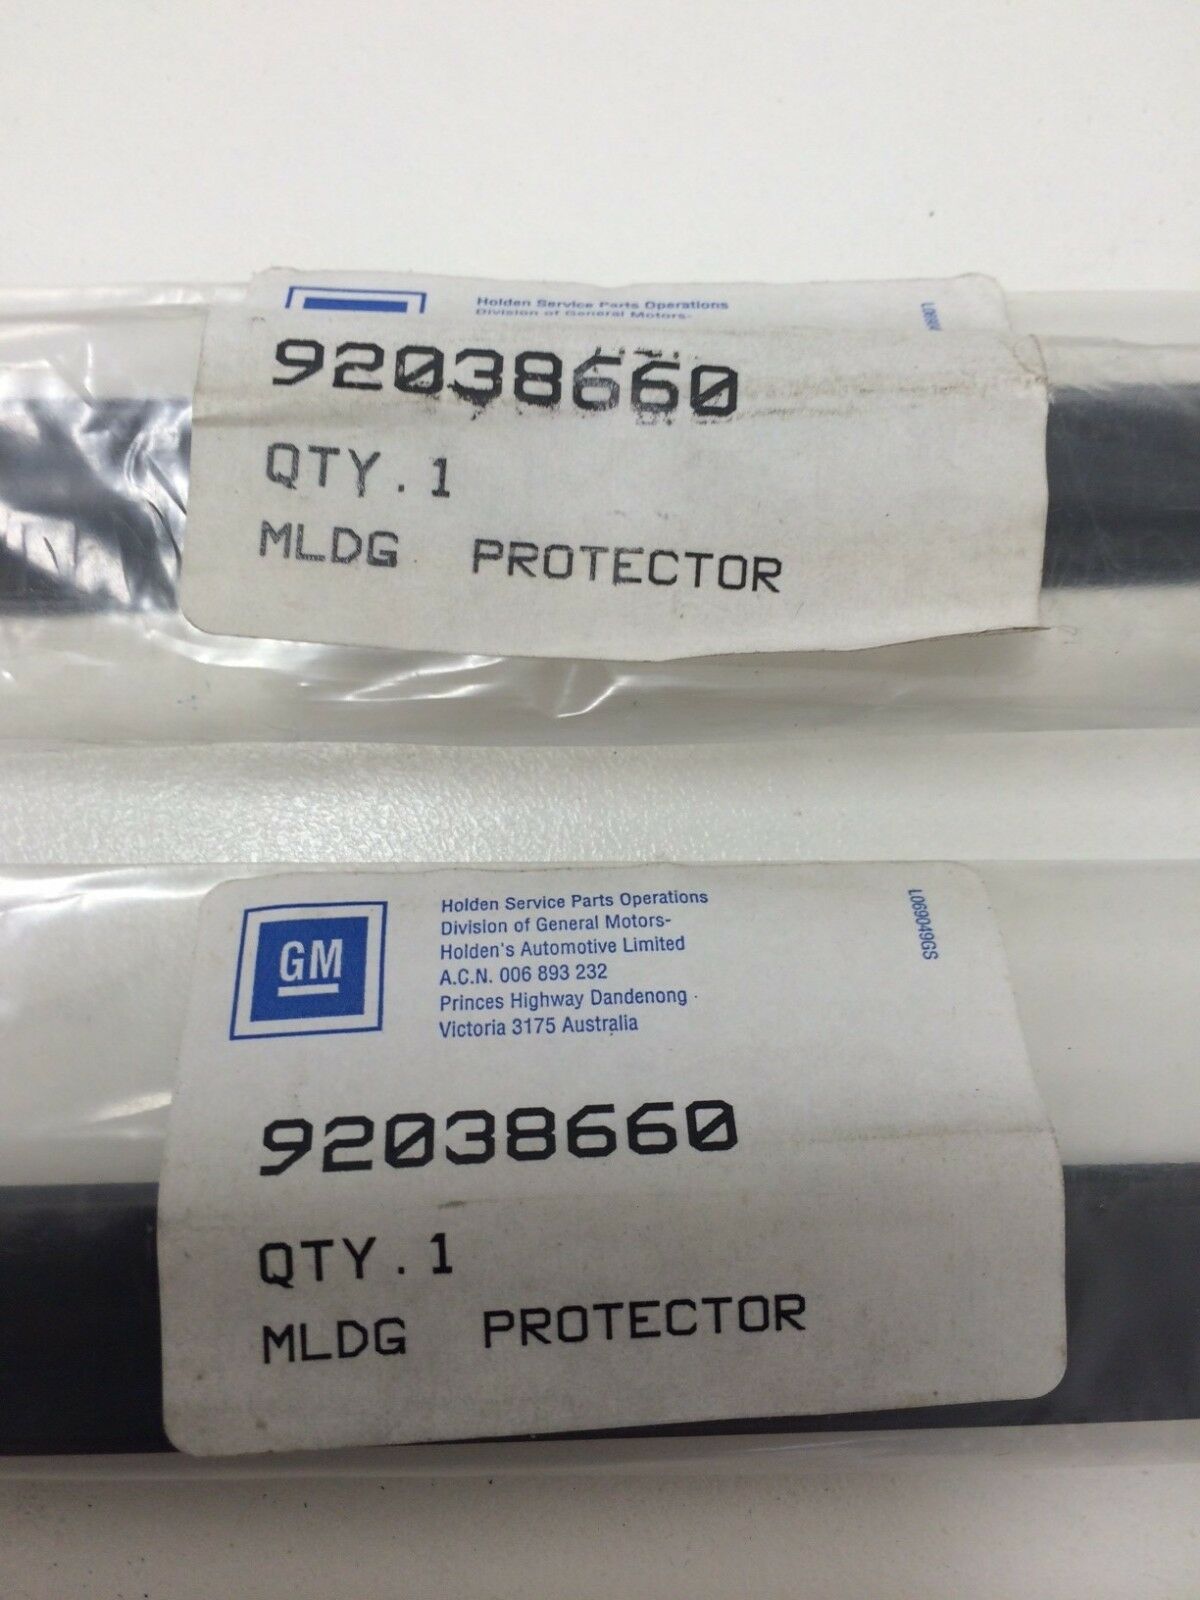 Holden Service Parts Operations
Division of General Motors-
92038660
QTY.1
MLDG PROTECTOR
GM
Holden Service Parts Operations
Division of General Motors-
Holden's Automotive Limited
A.C.N. 006 893 232
Princes Highway Dandenong
Victoria 3175 Australia
L069049GS
92038660
QTY.1
MLDG PROTECTOR